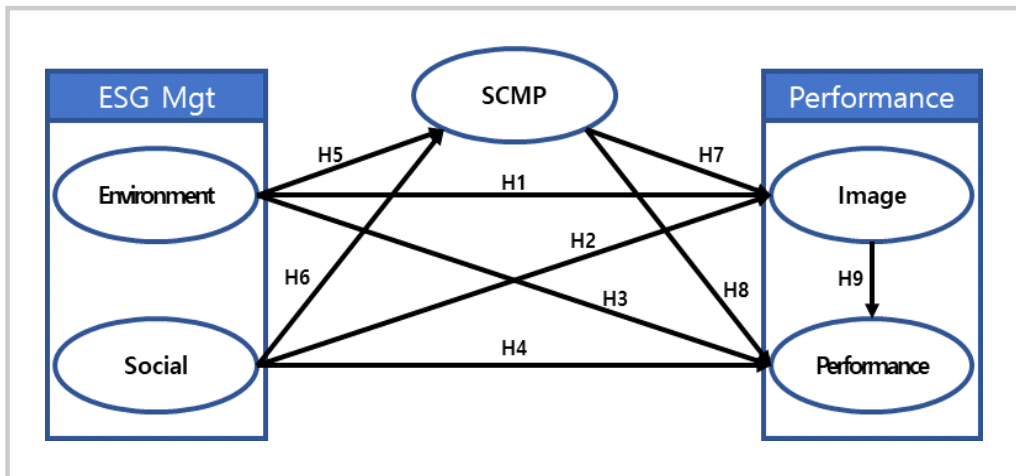 SCMP
ESG Mgt
Performance
H5
H7
Environment
H1
Image
H2
H6
H3
H8
H9
Social
H4
Performance